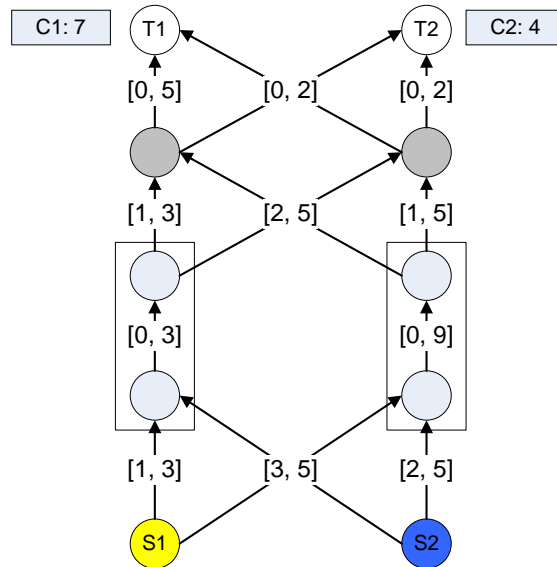 C1: 7
T1
T2
C2: 4
[0, 5]
[0, 2]
[0, 2]
[1, 3]
[2, 5]
[1, 5]
[0, 3]
[0, 9]
[1, 3]
[3, 5]
[2, 5]
S1
S2